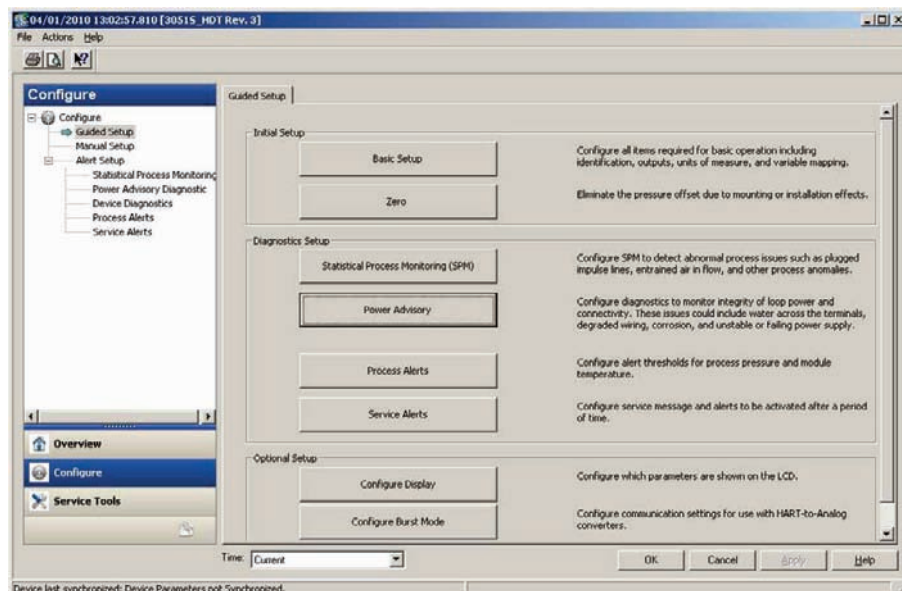 04/01/2010 13:02:57.810 [3051S_HDT Rev. 3]
File Actions Help
Configure
Configure
Guided Setup
Manual Setup
Alert Setup
Statistical Process Monitoring
Power Advisory Diagnostic
Device Diagnostics
Process Alerts
Service Alerts
Overview
Configure
Service Tools
Guided Setup
Initial Setup
Basic Setup
Configure all items required for basic operation including
identification, outputs, units of measure, and variable mapping.
Zero
Eliminate the pressure offset due to mounting or installation effects.
Diagnostics Setup
Statistical Process Monitoring (SPM)
Configure SPM to detect abnormal process issues such as plugged
impulse lines, entrained air in flow, and other process anomalies.
Power Advisory
Configure diagnostics to monitor integrity of loop power and
connectivity. These issues could include water across the terminals,
degraded wiring, corrosion, and unstable or failing power supply.
Process Alerts
Configure alert thresholds for process pressure and module
temperature.
Service Alerts
Configure service message and alerts to be activated after a period
of time.
Optional Setup
Configure Display
Configure which parameters are shown on the LCD.
Configure Burst Mode
Configure communication settings for use with HART-to-Analog
converters.
Time: Current
OK Cancel Apply Help
Device last synchronized: Device Parameters not Synchronized.